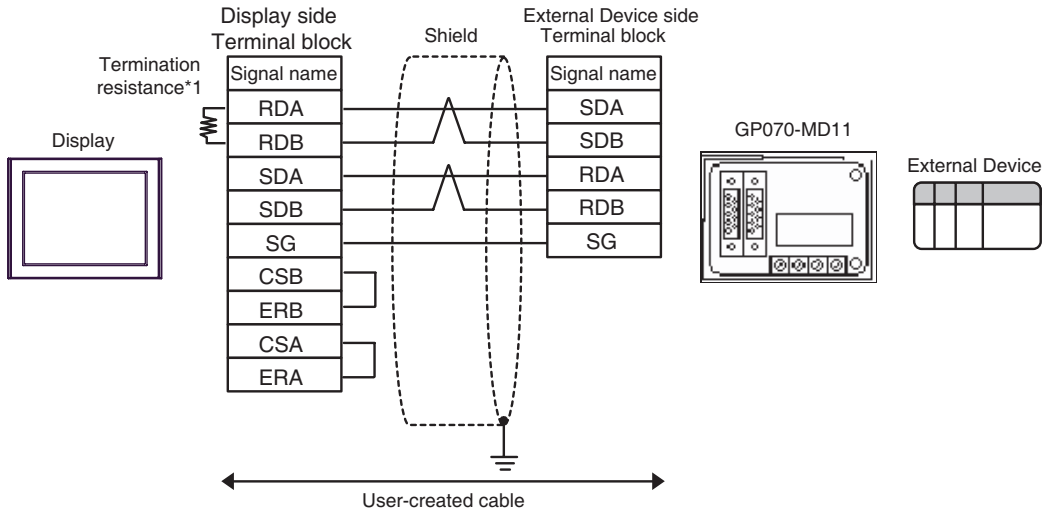 Display side
Terminal block
Shield
External Device side
Terminal block
Termination
resistance*1
Signal name
RDA
RDB
SDA
SDB
SG
CSB
ERB
CSA
ERA
Signal name
SDA
SDB
RDA
RDB
SG
Display
GP070-MD11
External Device
User-created cable